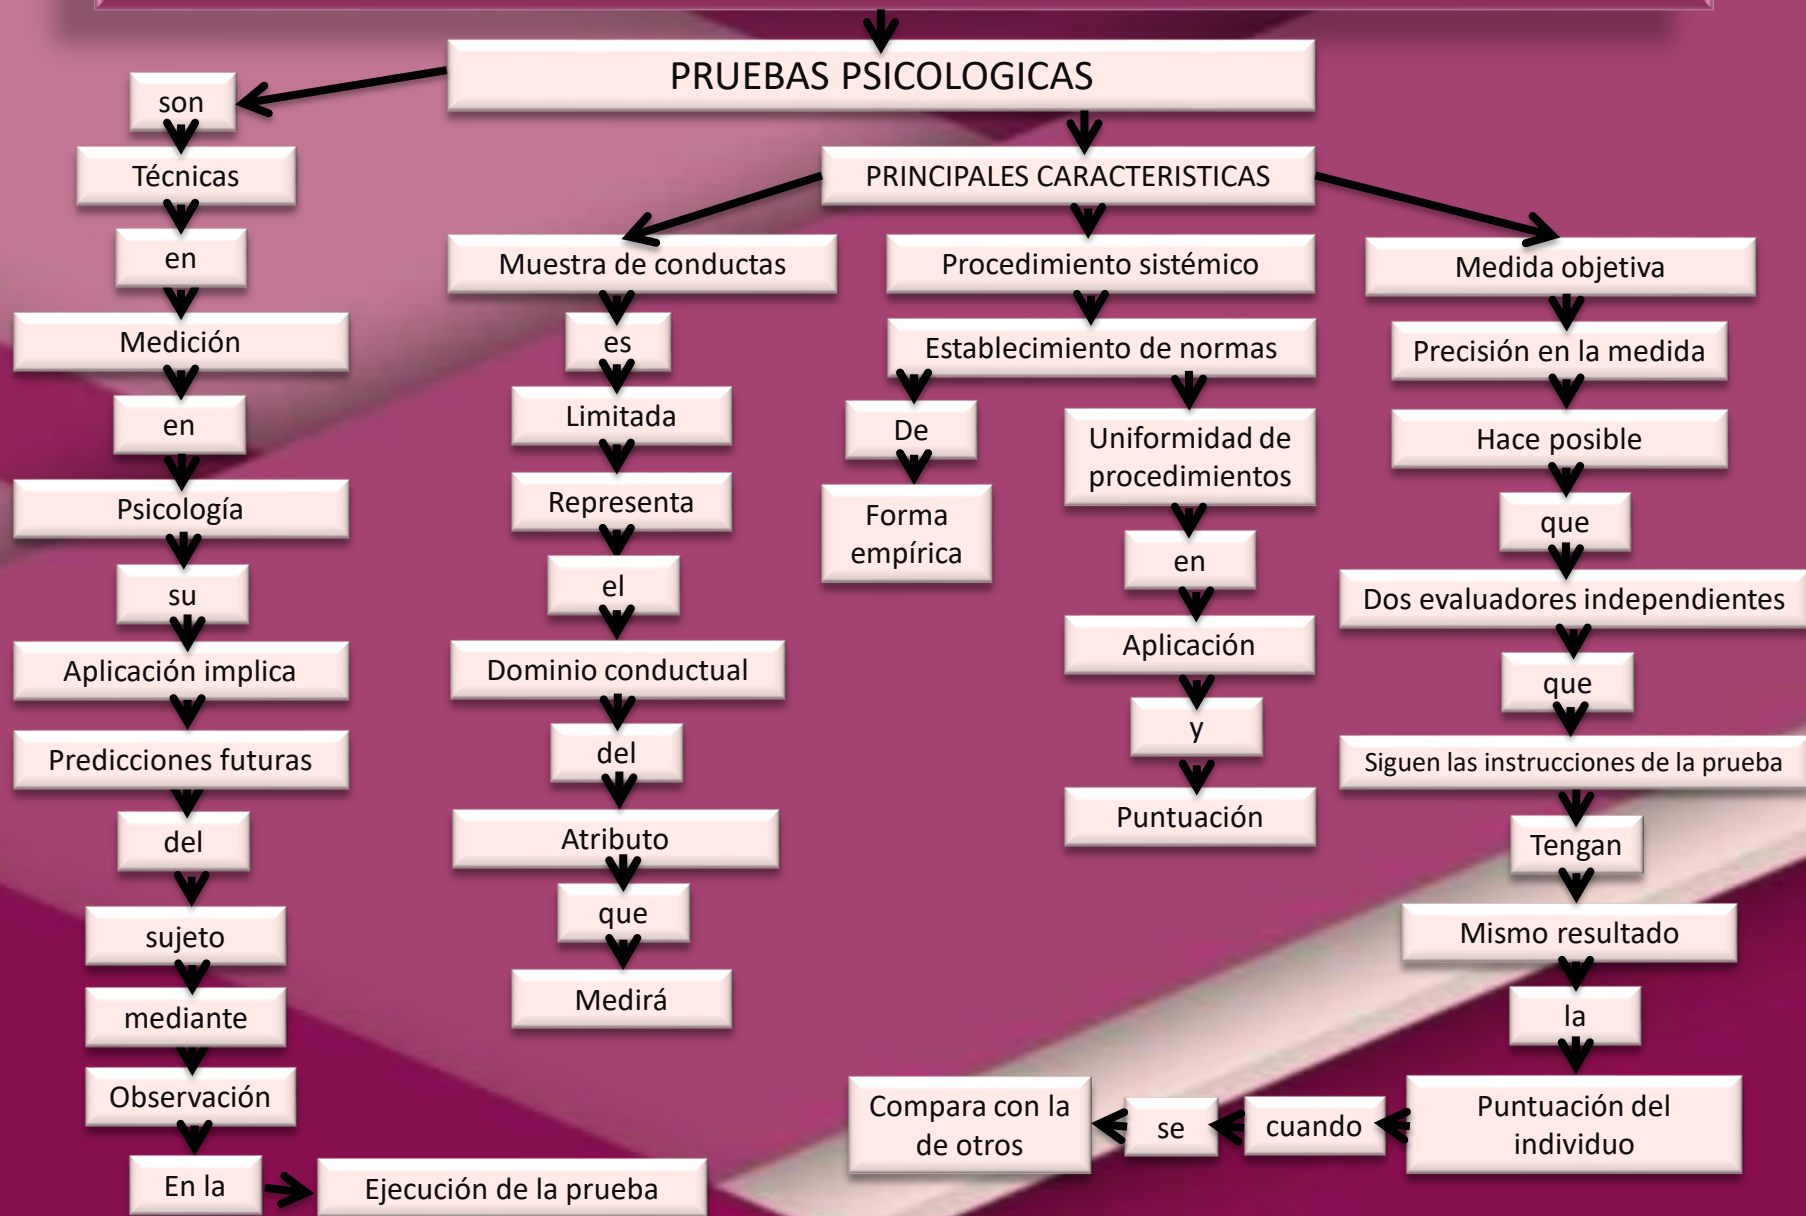 PRUEBAS PSICOLOGICAS
son
Técnicas
en
Medición
en
Psicología
su
Aplicación implica
Predicciones futuras
del
sujeto
mediante
Observación
En la
Ejecución de la prueba
PRINCIPALES CARACTERISTICAS
Muestra de conductas
es
Limitada
Representa
el
Dominio conductual
del
Atributo
que
Medirá
Procedimiento sistémico
Establecimiento de normas
De
Forma
empírica
Uniformidad de
procedimientos
en
Aplicación
y
Puntuación
Medida objetiva
Precisión en la medida
Hace posible
que
Dos evaluadores independientes
que
Siguen las instrucciones de la prueba
Tengan
Mismo resultado
la
Puntuación del
individuo
cuando
se
Compara con la
de otros